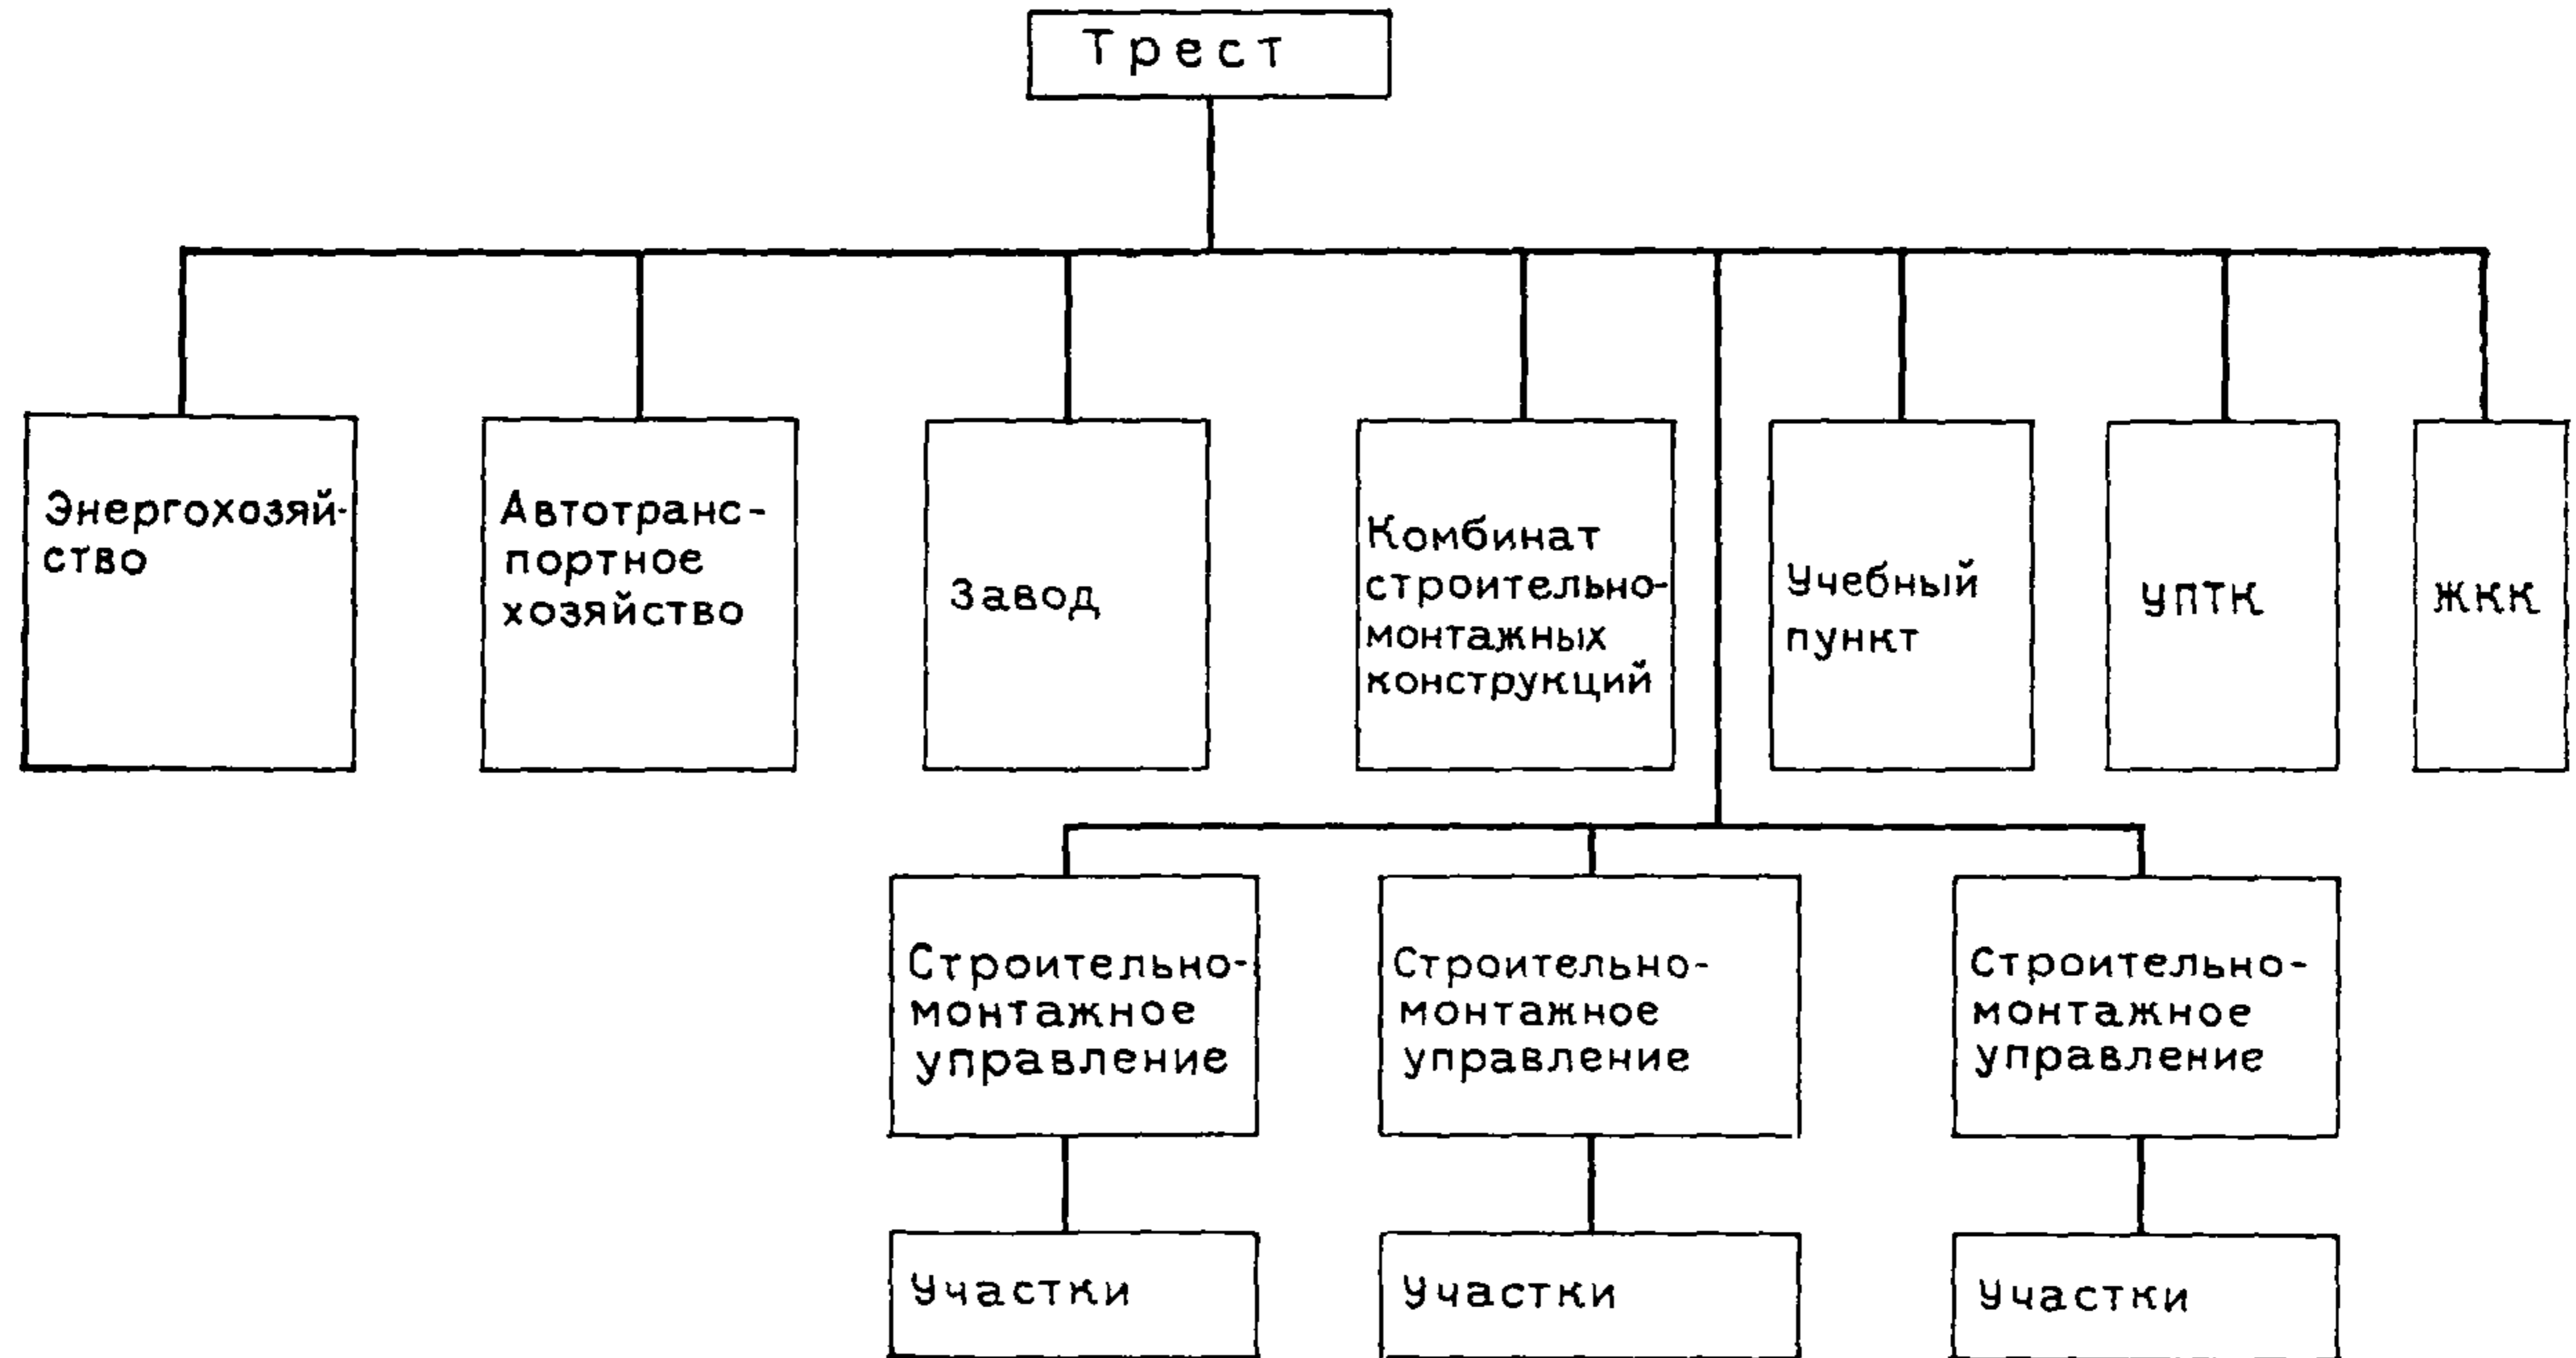 Трест
Энергохозяй-
ство
Автотранс-
портное
хозяйство
Завод
Комбинат
строительно-
монтажных
конструкций
Учебный
пункт
УПТК
ЖКК
Строительно-
монтажное
управление
Строительно-
монтажное
управление
Строительно-
монтажное
управление
Участки
Участки
Участки